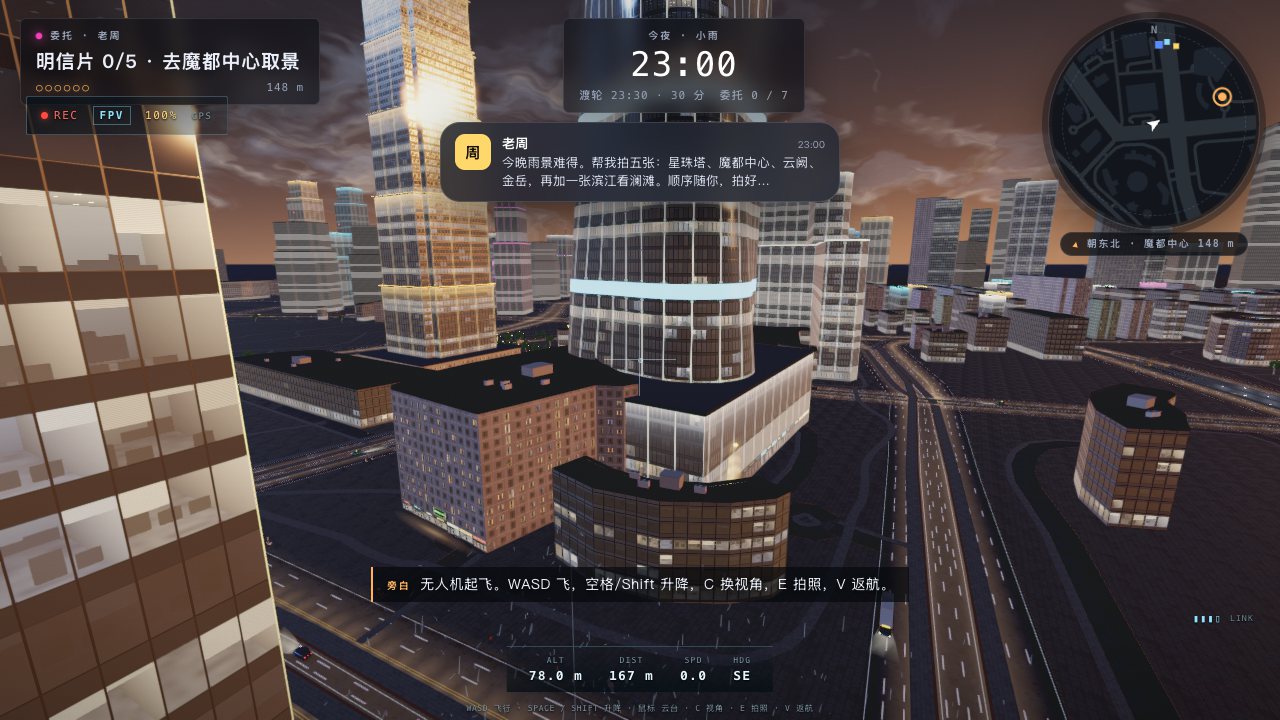 委托 · 老周
明信片 0/5 · 去魔都中心取景
148 m
REC FPV 100% GPS
今夜 · 小雨
23:00
渡轮 23:30 · 30 分 委托 0 / 7
周
老周 23:00
今晚雨景难得。帮我拍五张：星珠塔、魔都中心、云阙、
金岳，再加一张滨江看澜滩。顺序随你，拍好…
N
▲ 朝东北 · 魔都中心 148 m
旁白 无人机起飞。WASD 飞，空格/Shift 升降，C 换视角，E 拍照，V 返航。
LINK
ALT DIST SPD HDG
78.0 m 167 m 0.0 SE
WASD 飞行 · SPACE / SHIFT 升降 · 鼠标 云台 · C 视角 · E 拍照 · V 返航